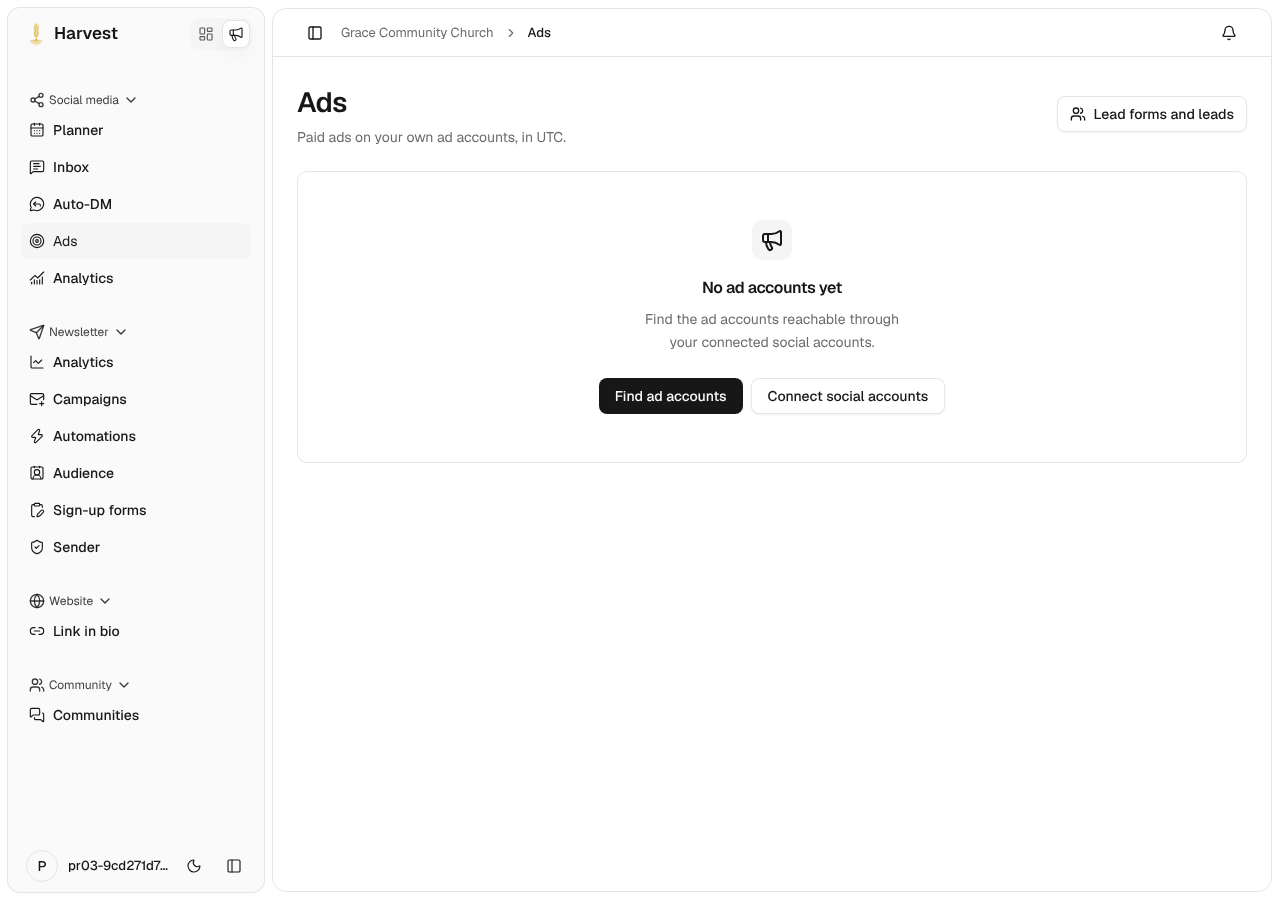 Harvest
Social media
Planner
Inbox
Auto-DM
Ads
Analytics
Newsletter
Analytics
Campaigns
Automations
Audience
Sign-up forms
Sender
Website
Link in bio
Community
Communities
P
pr03-9cd271d7...
Grace Community Church
Ads
Ads
Paid ads on your own ad accounts, in UTC.
Lead forms and leads
No ad accounts yet
Find the ad accounts reachable through
your connected social accounts.
Find ad accounts
Connect social accounts